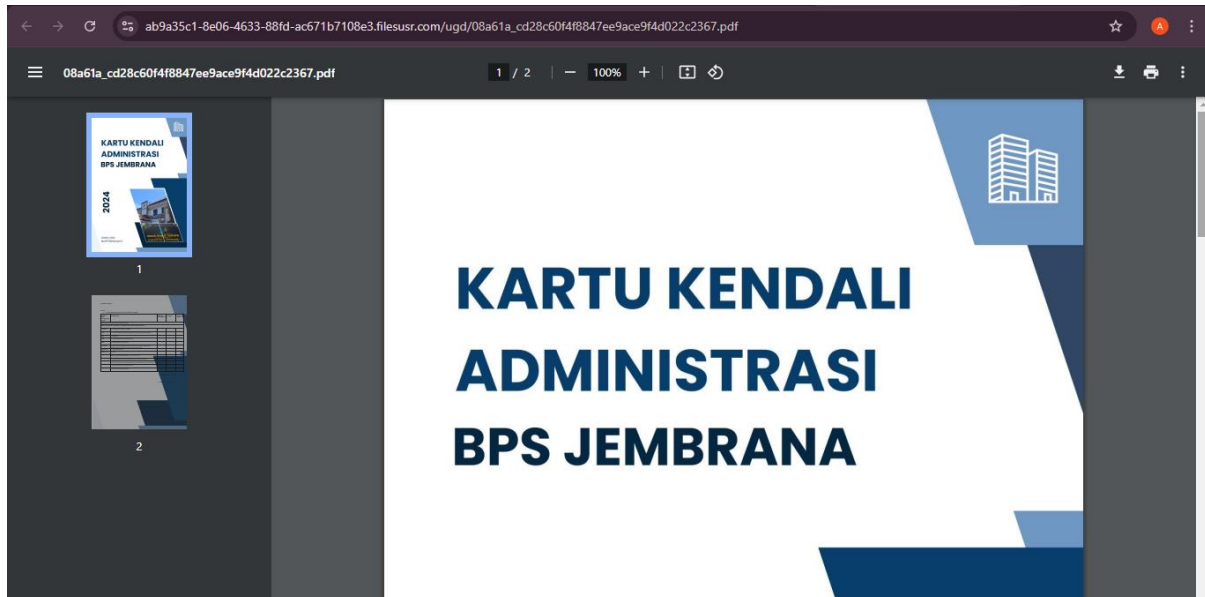 ab9a35c1-8e06-4633-88fd-ac671b7108e3.filesusr.com/ugd/08a61a_cd28c60f4f8847ee9ace9f4d022c2367.pdf
A
08a61a_cd28c60f4f8847ee9ace9f4d022c2367.pdf
1 / 2
100%
KARTU KENDALI
ADMINISTRASI
BPS JEMBRANA
2024
1
2
KARTU KENDALI
ADMINISTRASI
BPS JEMBRANA